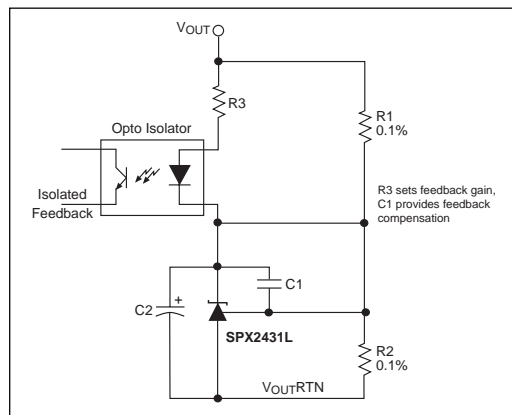 VOUT
R3
R1
0.1%
Opto Isolator
Isolated
Feedback
R3 sets feedback gain,
C1 provides feedback
compensation
C1
C2
+
SPX2431L
R2
0.1%
VOUTRTN